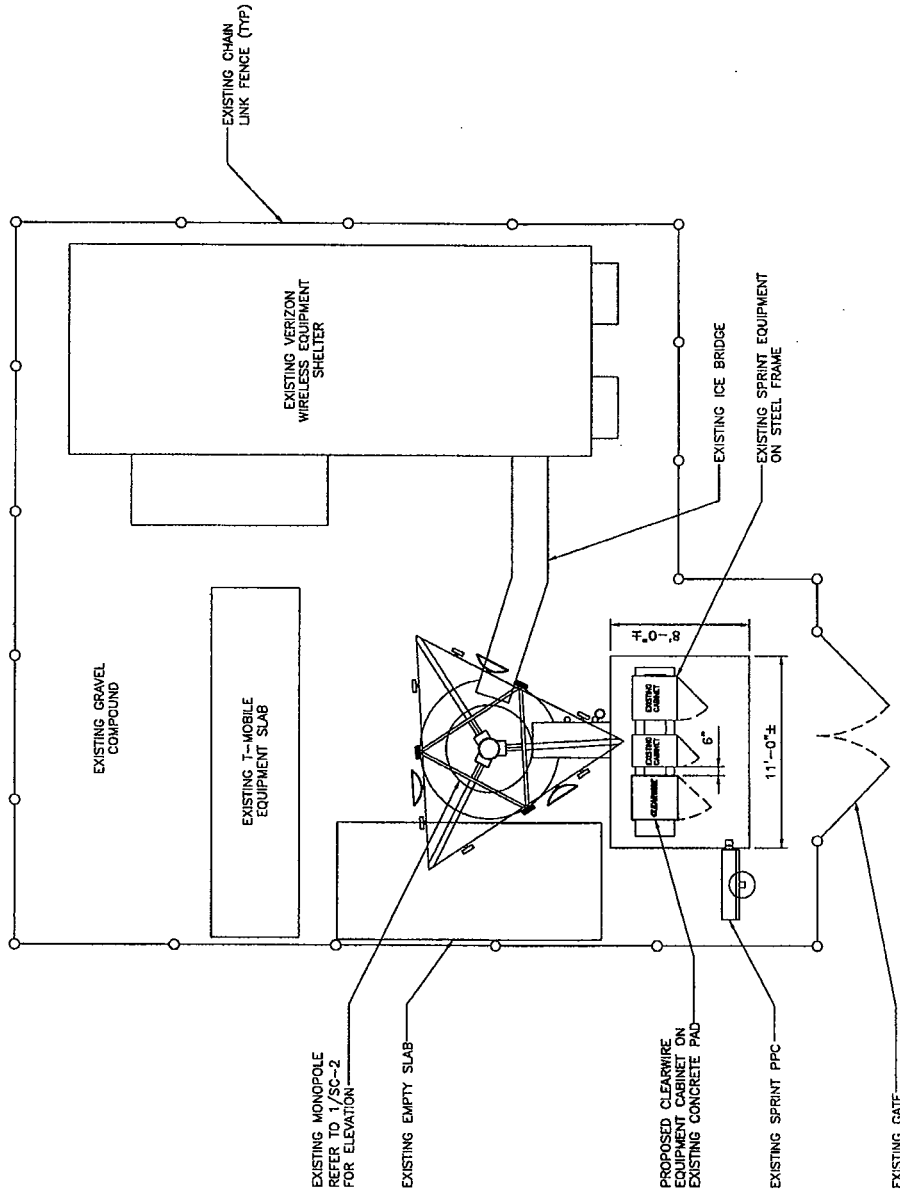 EXISTING CHAIN
LINK FENCE (TYP)
EXISTING GRAVEL
COMPOUND
EXISTING VERIZON
WIRELESS EQUIPMENT
SHELTER
EXISTING T-MOBILE
EQUIPMENT SLAB
EXISTING ICE BRIDGE
EXISTING SPRINT EQUIPMENT
ON STEEL FRAME
8'-0"±
EXISTING
CABINET
EXISTING
CABINET
CLEARWIRE
6"
11'-0"±
EXISTING MONOPOLE
REFER TO 1/SC-2
FOR ELEVATION
EXISTING EMPTY SLAB
PROPOSED CLEARWIRE
EQUIPMENT CABINET ON
EXISTING CONCRETE PAD
EXISTING SPRINT PPC
EXISTING GATE